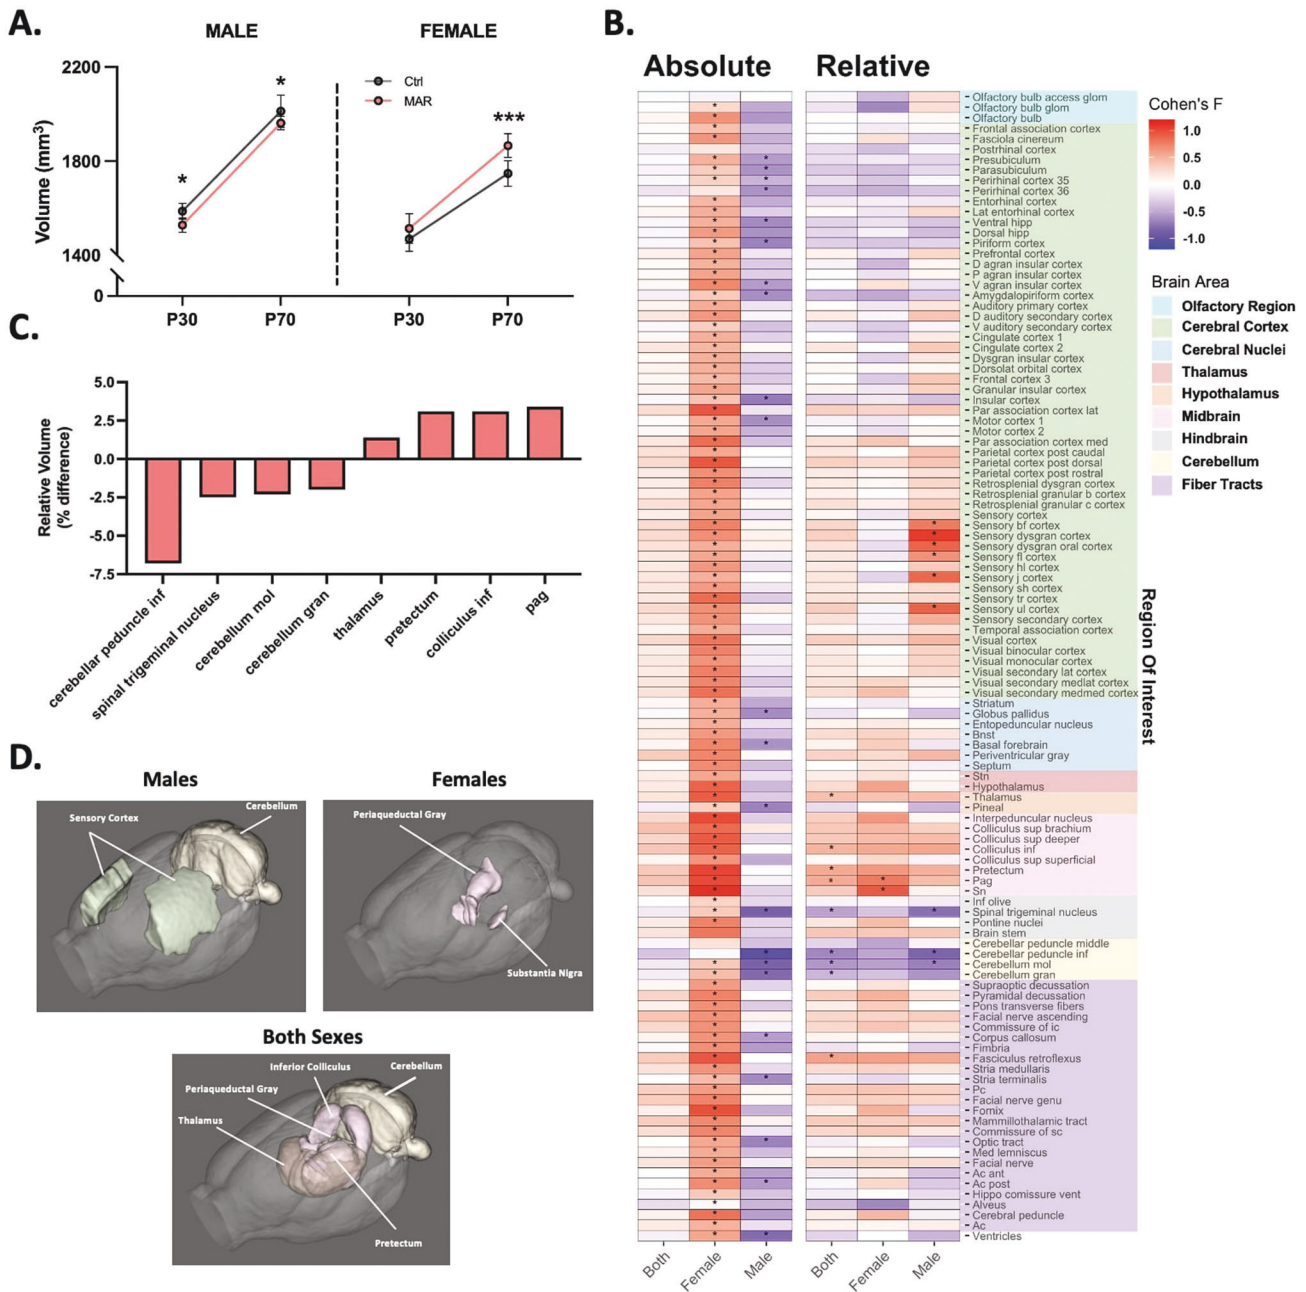 A.
MALE
FEMALE
Ctrl
MAR
*
*
***
Volume (mm³)
2200
1800
1400
0
P30
P70
P30
P70
C.
Relative Volume
(% difference)
5.0
2.5
0.0
-2.5
-5.0
-7.5
cerebellar peduncle inf
spinal trigeminal nucleus
cerebellum mol
cerebellum gran
thalamus
pretectum
colliculus inf
pag
D.
Males
Sensory Cortex
Cerebellum
Females
Periaqueductal Gray
Substantia Nigra
Both Sexes
Inferior Colliculus
Cerebellum
Periaqueductal Gray
Thalamus
Pretectum
B.
Absolute
Relative
Olfactory bulb access glom
Olfactory bulb glom
Olfactory bulb
Frontal association cortex
Fasciola cinereum
Postrhinal cortex
Presubiculum
Parasubiculum
Perirhinal cortex 35
Perirhinal cortex 36
Entorhinal cortex
Lat entorhinal cortex
Ventral hipp
Dorsal hipp
Piriform cortex
Prefrontal cortex
D agran insular cortex
P agran insular cortex
V agran insular cortex
Amygdalopiriform cortex
Auditory primary cortex
D auditory secondary cortex
V auditory secondary cortex
Cingulate cortex 1
Cingulate cortex 2
Dysgran insular cortex
Dorsolat orbital cortex
Frontal cortex 3
Granular insular cortex
Insular cortex
Par association cortex lat
Motor cortex 1
Motor cortex 2
Par association cortex med
Parietal cortex post caudal
Parietal cortex post dorsal
Parietal cortex post rostral
Retrosplenial dysgran cortex
Retrosplenial granular b cortex
Retrosplenial granular c cortex
Sensory cortex
Sensory bf cortex
Sensory dysgran cortex
Sensory dysgran oral cortex
Sensory fl cortex
Sensory hl cortex
Sensory j cortex
Sensory sh cortex
Sensory tr cortex
Sensory ul cortex
Sensory secondary cortex
Temporal association cortex
Visual cortex
Visual binocular cortex
Visual monocular cortex
Visual secondary lat cortex
Visual secondary medlat cortex
Visual secondary medmed cortex
Striatum
Globus pallidus
Entopeduncular nucleus
Bnst
Basal forebrain
Periventricular gray
Septum
Stn
Hypothalamus
Thalamus
Pineal
Interpeduncular nucleus
Colliculus sup brachium
Colliculus sup deeper
Colliculus inf
Colliculus sup superficial
Pretectum
Pag
Sn
Inf olive
Spinal trigeminal nucleus
Pontine nuclei
Brain stem
Cerebellar peduncle middle
Cerebellar peduncle inf
Cerebellum mol
Cerebellum gran
Supraoptic decussation
Pyramidal decussation
Pons transverse fibers
Facial nerve ascending
Commissure of ic
Corpus callosum
Fimbria
Fasciculus retroflexus
Stria medullaris
Stria terminalis
Pc
Facial nerve genu
Fornix
Mammillothalamic tract
Commissure of sc
Optic tract
Med lemniscus
Facial nerve
Ac ant
Ac post
Hippo comissure vent
Alveus
Cerebral peduncle
Ac
Ventricles
Both
Female
Male
Both
Female
Male
Region Of Interest
Cohen's F
1.0
0.5
0.0
-0.5
-1.0
Brain Area
Olfactory Region
Cerebral Cortex
Cerebral Nuclei
Thalamus
Hypothalamus
Midbrain
Hindbrain
Cerebellum
Fiber Tracts